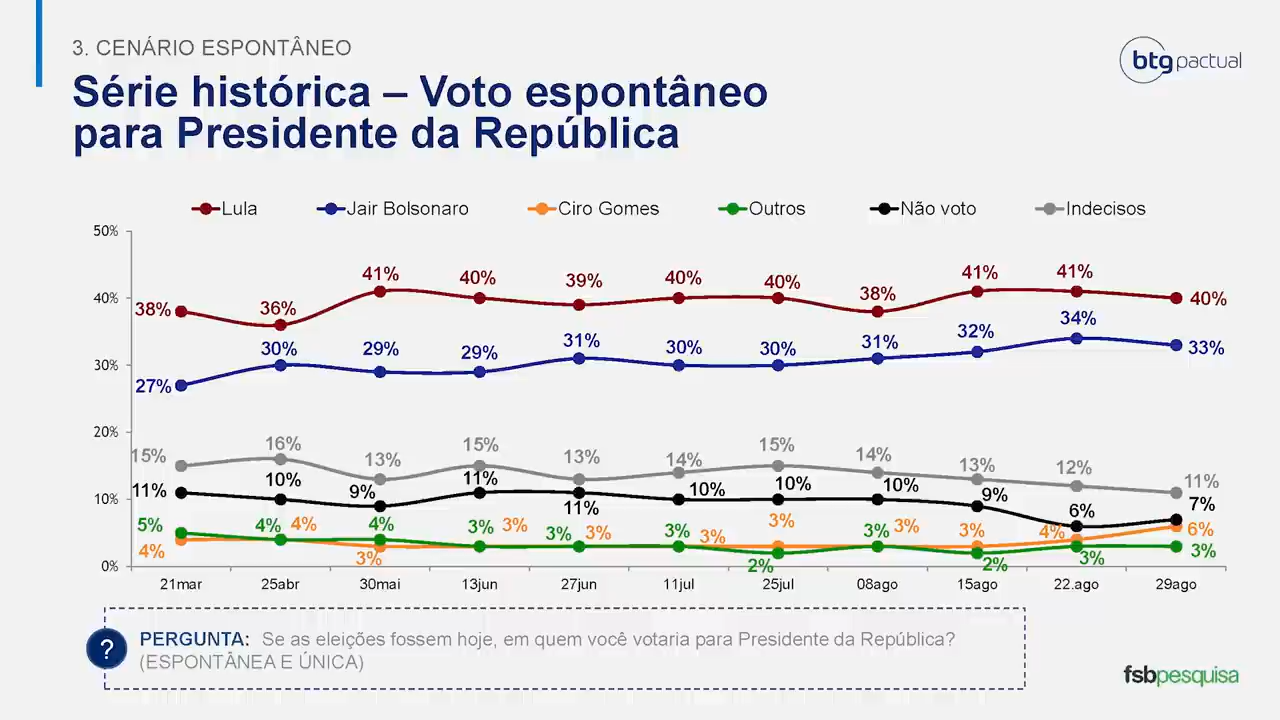 3. CENÁRIO ESPONTÂNEO
btgpactual
Série histórica – Voto espontâneo
para Presidente da República
Lula Jair Bolsonaro Ciro Gomes Outros Não voto Indecisos
50%
40%
30%
20%
10%
0%
38% 36% 41% 40% 39% 40% 40% 38% 41% 41% 40%
27% 30% 29% 29% 31% 30% 30% 31% 32% 34% 33%
15% 16% 13% 15% 13% 14% 15% 14% 13% 12% 11%
11% 10% 9% 11% 11% 10% 10% 10% 9% 6% 7%
5% 4% 4% 3% 3% 3% 2% 3% 2% 3% 3%
4% 4% 3% 3% 3% 3% 3% 3% 3% 4% 6%
21mar 25abr 30mai 13jun 27jun 11jul 25jul 08ago 15ago 22.ago 29ago
? PERGUNTA: Se as eleições fossem hoje, em quem você votaria para Presidente da República?
(ESPONTÂNEA E ÚNICA)
fsbpesquisa